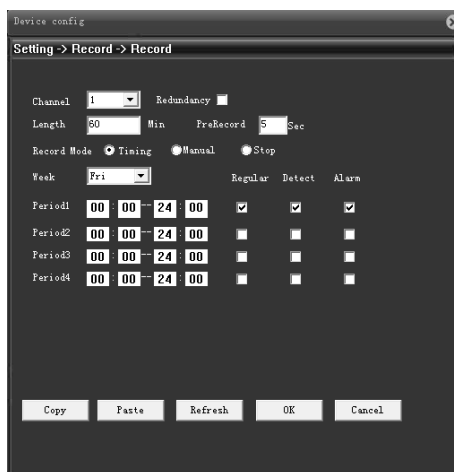 Device config
Setting -> Record -> Record
Channel 1 Redundancy
Length 60 Min PreRecord 5 Sec
Record Mode Timing Manual Stop
Week Fri Regular Detect Alarm
Period1 00 : 00 -- 24 : 00
Period2 00 : 00 -- 24 : 00
Period3 00 : 00 -- 24 : 00
Period4 00 : 00 -- 24 : 00
Copy Paste Refresh OK Cancel